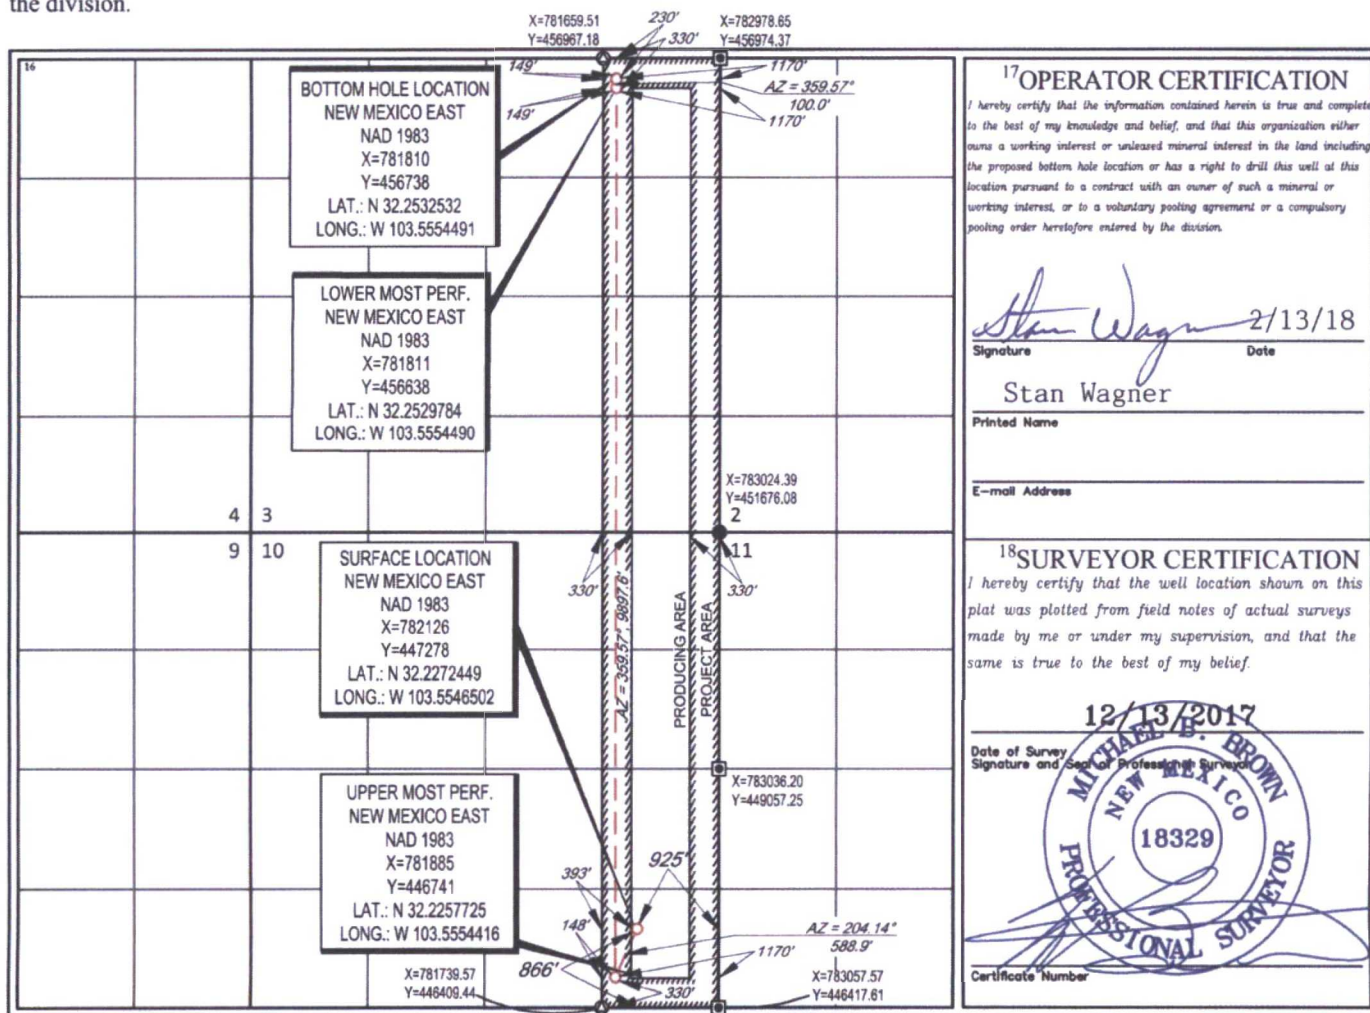 the division.
X=781659.51
Y=456967.18
230'
330'
X=782978.65
Y=456974.37
16
149'
149'
1170'
AZ = 359.57°
100.0'
1170'
BOTTOM HOLE LOCATION
NEW MEXICO EAST
NAD 1983
X=781810
Y=456738
LAT.: N 32.2532532
LONG.: W 103.5554491
LOWER MOST PERF.
NEW MEXICO EAST
NAD 1983
X=781811
Y=456638
LAT.: N 32.2529784
LONG.: W 103.5554490
X=783024.39
Y=451676.08
4 3
9 10
2
11
330'
330'
SURFACE LOCATION
NEW MEXICO EAST
NAD 1983
X=782126
Y=447278
LAT.: N 32.2272449
LONG.: W 103.5546502
AZ = 359.57°, 9897.6'
PRODUCING AREA
PROJECT AREA
X=783036.20
Y=449057.25
UPPER MOST PERF.
NEW MEXICO EAST
NAD 1983
X=781885
Y=446741
LAT.: N 32.2257725
LONG.: W 103.5554416
393'
925'
148'
866'
AZ = 204.14°
588.9'
1170'
330'
X=781739.57
Y=446409.44
X=783057.57
Y=446417.61
17 OPERATOR CERTIFICATION
I hereby certify that the information contained herein is true and complete
to the best of my knowledge and belief, and that this organization either
owns a working interest or unleased mineral interest in the land including
the proposed bottom hole location or has a right to drill this well at this
location pursuant to a contract with an owner of such a mineral or
working interest, or to a voluntary pooling agreement or a compulsory
pooling order heretofore entered by the division.
Stan Wagner 2/13/18
Signature Date
Stan Wagner
Printed Name
E-mail Address
18 SURVEYOR CERTIFICATION
I hereby certify that the well location shown on this
plat was plotted from field notes of actual surveys
made by me or under my supervision, and that the
same is true to the best of my belief.
12/13/2017
Date of Survey
Signature and Seal of Professional Surveyor
MICHAEL B. BROWN
NEW MEXICO
18329
PROFESSIONAL SURVEYOR
Certificate Number